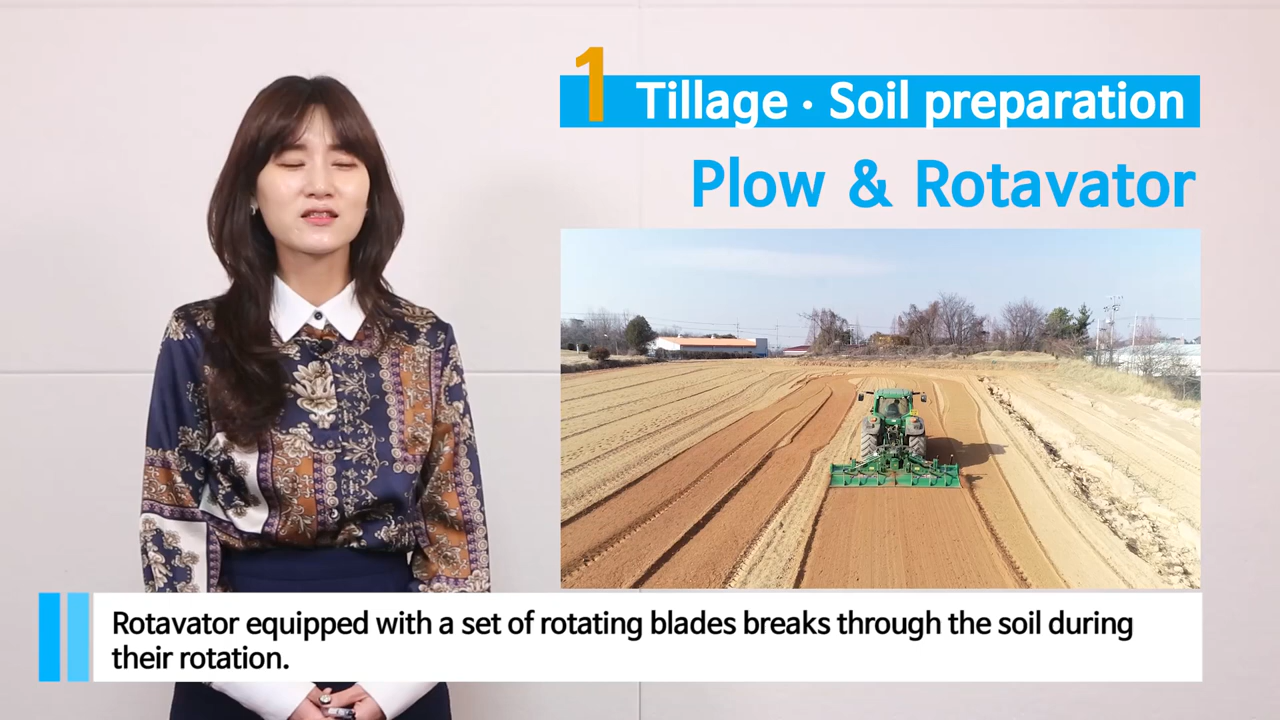 1 Tillage · Soil preparation
Plow & Rotavator
Rotavator equipped with a set of rotating blades breaks through the soil during
their rotation.